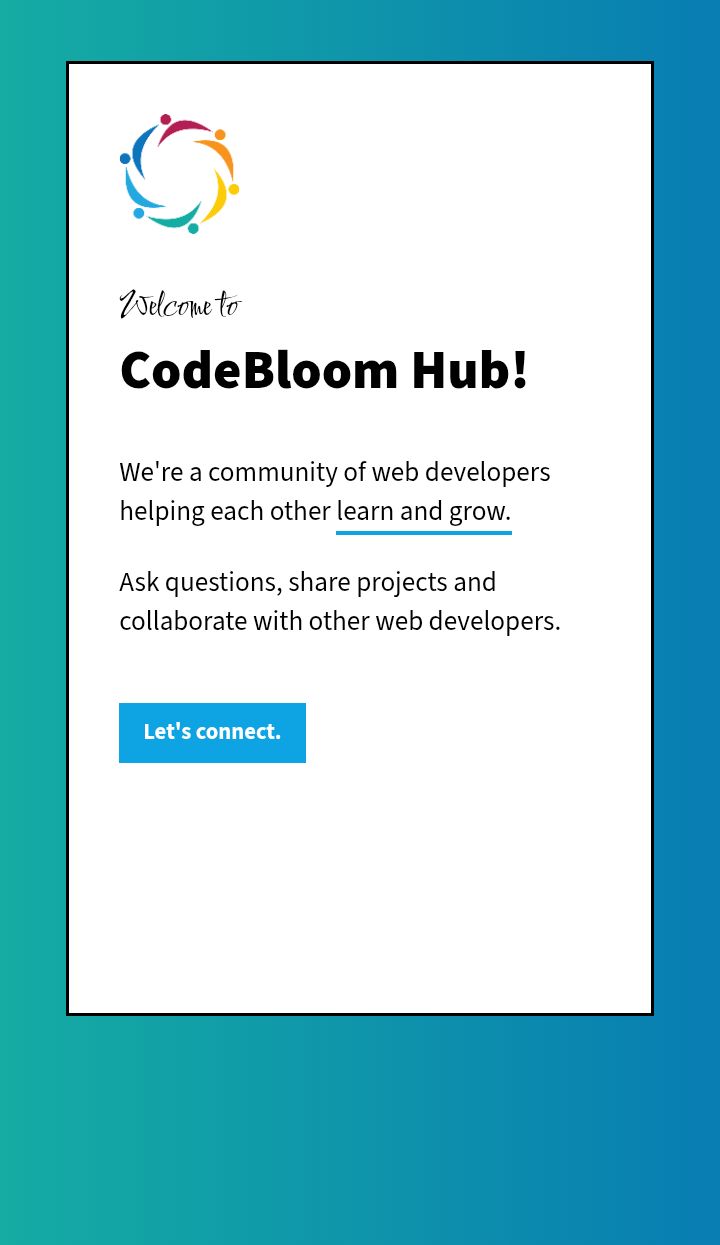 Welcome to
CodeBloom Hub!
We're a community of web developers
helping each other learn and grow.
Ask questions, share projects and
collaborate with other web developers.
Let's connect.